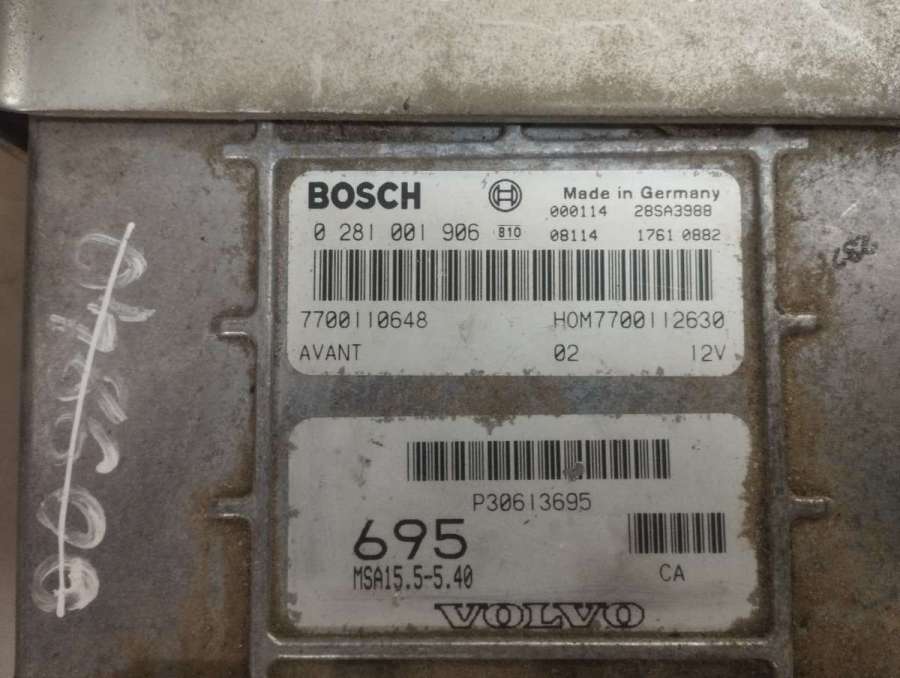 BOSCH Made in Germany
000114 28SA3988
0 281 001 906 810 08114 1761 0882
7700110648 HOM7700112630
AVANT 02 12V
P30613695
695
MSA15.5-5.40 CA
VOLVO